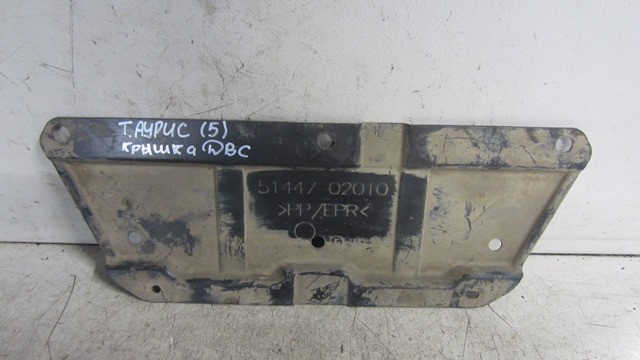 Т.АУРИС (5)
крышка ДВС
51447 02010
>PP/EPR<